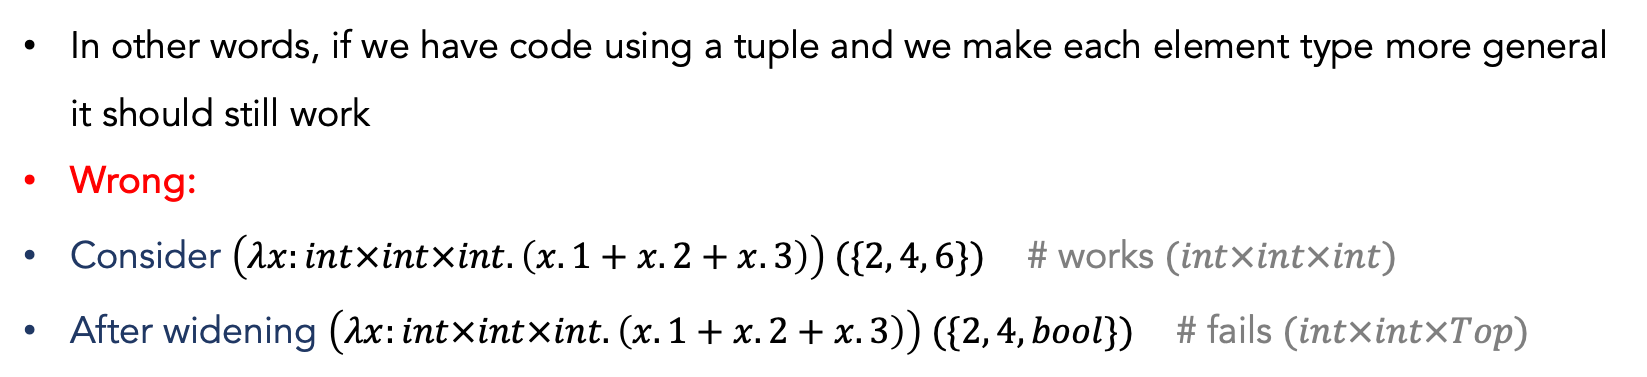 • In other words, if we have code using a tuple and we make each element type more general
it should still work
• Wrong:
• Consider (λx: int×int×int. (x. 1 + x. 2 + x. 3)) ({2, 4, 6}) # works (int×int×int)
• After widening (λx: int×int×int. (x. 1 + x. 2 + x. 3)) ({2, 4, bool}) # fails (int×int×Top)